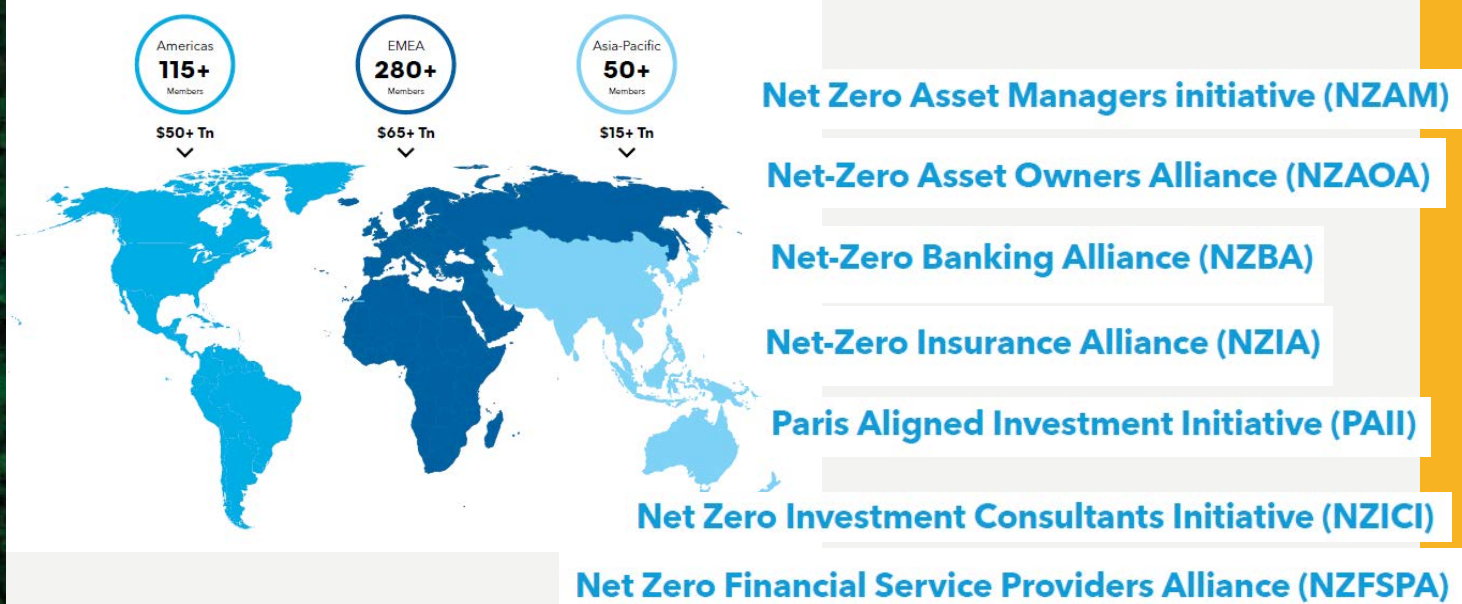 Americas
115+
Members
$50+ Tn
EMEA
280+
Members
$65+ Tn
Asia-Pacific
50+
Members
$15+ Tn
Net Zero Asset Managers initiative (NZAM)
Net-Zero Asset Owners Alliance (NZAOA)
Net-Zero Banking Alliance (NZBA)
Net-Zero Insurance Alliance (NZIA)
Paris Aligned Investment Initiative (PAII)
Net Zero Investment Consultants Initiative (NZICI)
Net Zero Financial Service Providers Alliance (NZFSPA)